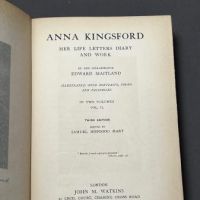 ANNA KINGSFORD
HER LIFE LETTERS DIARY
AND WORK
BY HER COLLABORATOR
EDWARD MAITLAND
ILLUSTRATED WITH PORTRAITS, VIEWS
AND FACSIMILES
IN TWO VOLUMES
VOL. II.
THIRD EDITION
EDITED BY
SAMUEL HOPGOOD HART
LONDON
JOHN M. WATKINS
21 CECIL COURT, CHARING CROSS ROAD